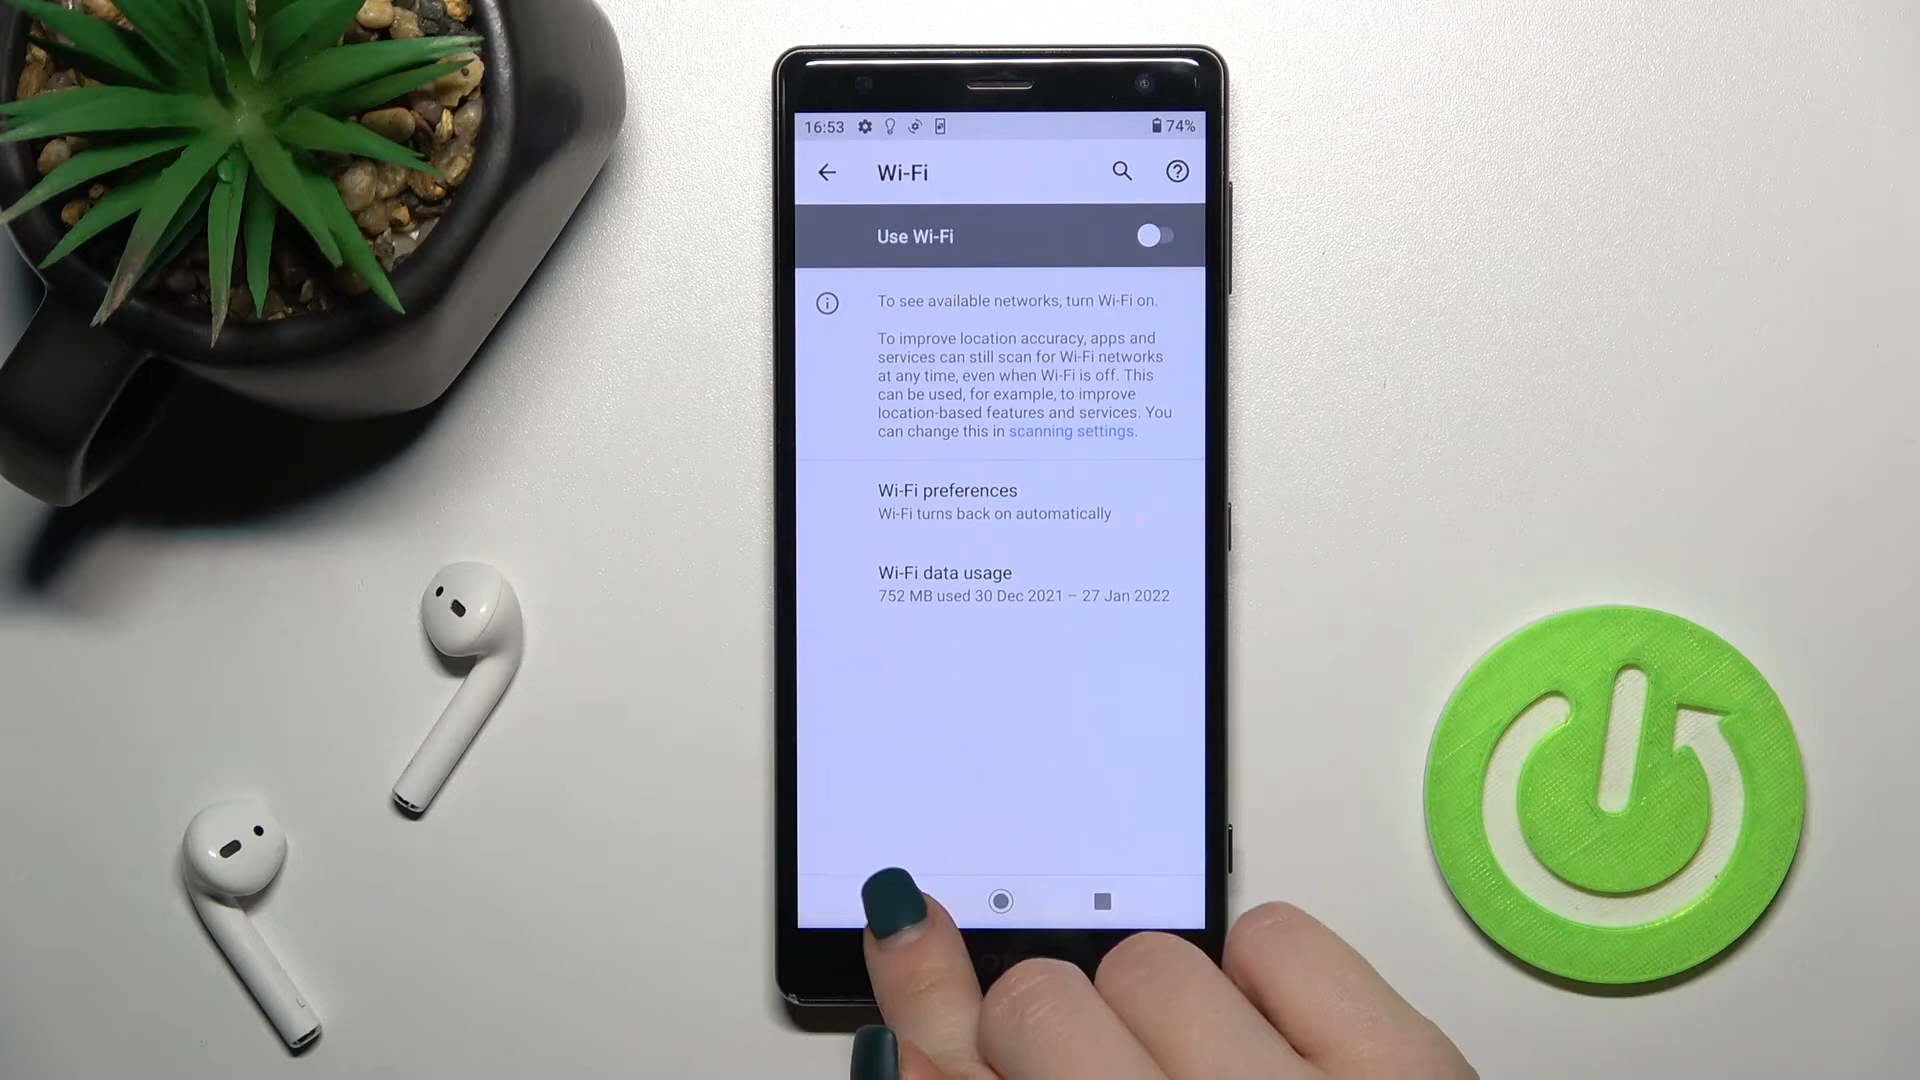 16:53
74%
Wi-Fi
Use Wi-Fi
To see available networks, turn Wi-Fi on.
To improve location accuracy, apps and
services can still scan for Wi-Fi networks
at any time, even when Wi-Fi is off. This
can be used, for example, to improve
location-based features and services. You
can change this in scanning settings.
Wi-Fi preferences
Wi-Fi turns back on automatically
Wi-Fi data usage
752 MB used 30 Dec 2021 – 27 Jan 2022